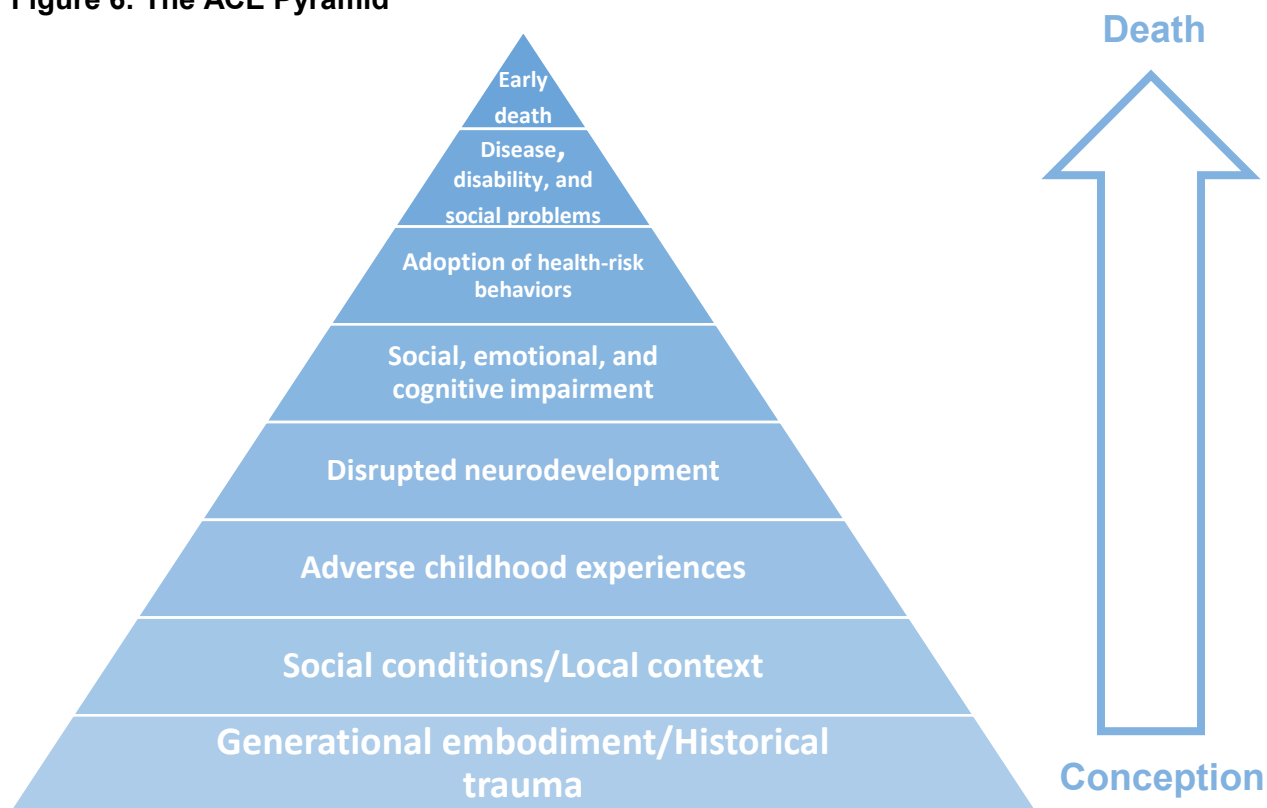 Figure 6. The ACE Pyramid
Death
Early
death
Disease,
disability, and
social problems
Adoption of health-risk
behaviors
Social, emotional, and
cognitive impairment
Disrupted neurodevelopment
Adverse childhood experiences
Social conditions/Local context
Generational embodiment/Historical
trauma
Conception